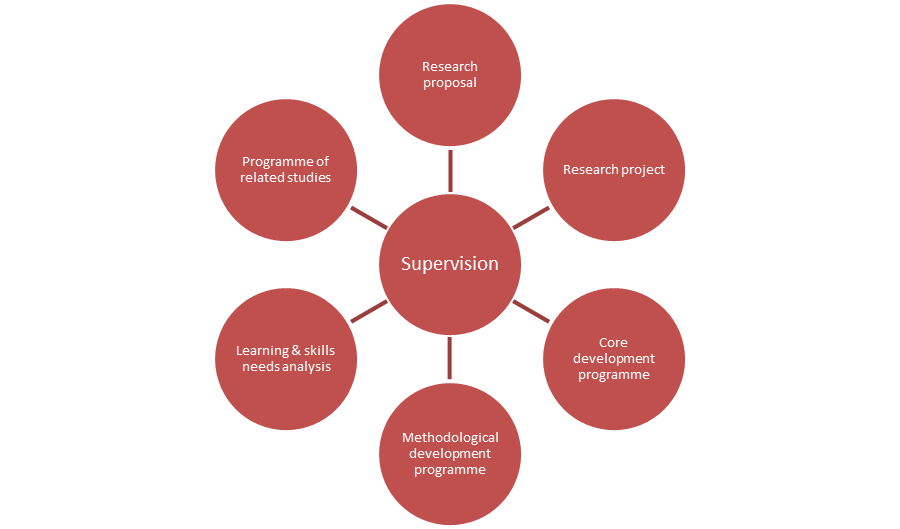 Research
proposal
Research project
Core
development
programme
Methodological
development
programme
Learning & skills
needs analysis
Programme of
related studies
Supervision